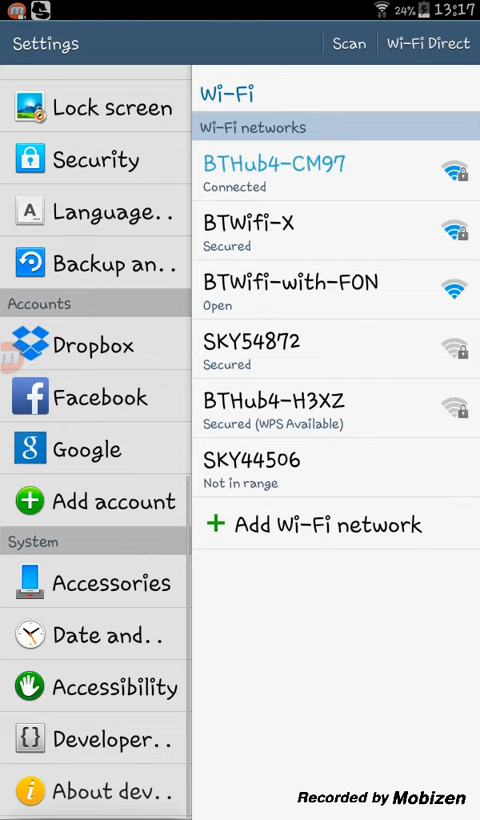 24% 13:17
Settings
Scan
Wi-Fi Direct
Lock screen
Security
A
Language..
Backup an..
Accounts
Dropbox
Facebook
Google
Add account
System
Accessories
Date and..
Accessibility
Developer..
About dev..
Wi-Fi
Wi-Fi networks
BTHub4-CM97
Connected
BTWifi-X
Secured
BTWifi-with-FON
Open
SKY54872
Secured
BTHub4-H3XZ
Secured (WPS Available)
SKY44506
Not in range
Add Wi-Fi network
Recorded by Mobizen